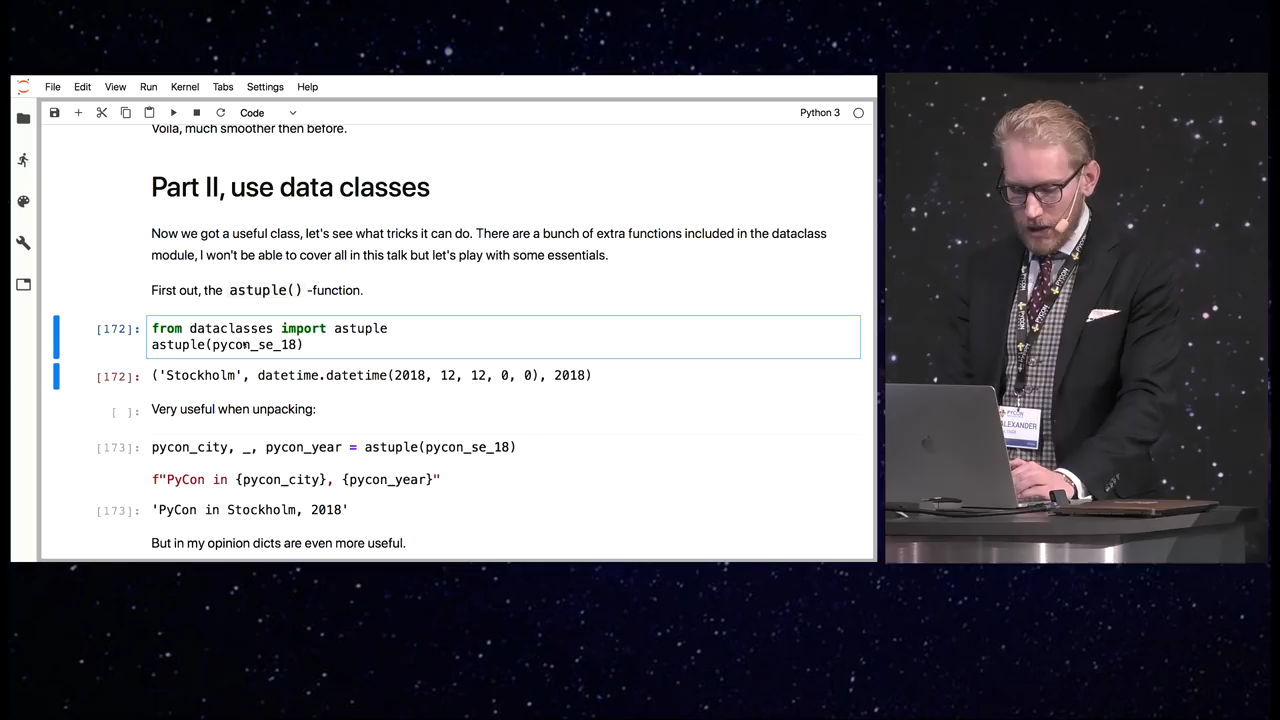 File Edit View Run Kernel Tabs Settings Help
Code
Python 3
Voila, much smoother then before.
Part II, use data classes
Now we got a useful class, let's see what tricks it can do. There are a bunch of extra functions included in the dataclass
module, I won't be able to cover all in this talk but let's play with some essentials.
First out, the astuple() -function.
[172]: from dataclasses import astuple
astuple(pycon_se_18)
[172]: ('Stockholm', datetime.datetime(2018, 12, 12, 0, 0), 2018)
[ ]: Very useful when unpacking:
[173]: pycon_city, _, pycon_year = astuple(pycon_se_18)
f"PyCon in {pycon_city}, {pycon_year}"
[173]: 'PyCon in Stockholm, 2018'
But in my opinion dicts are even more useful.
PYCON
PYCON
PYCON
PYCON
ALEXANDER